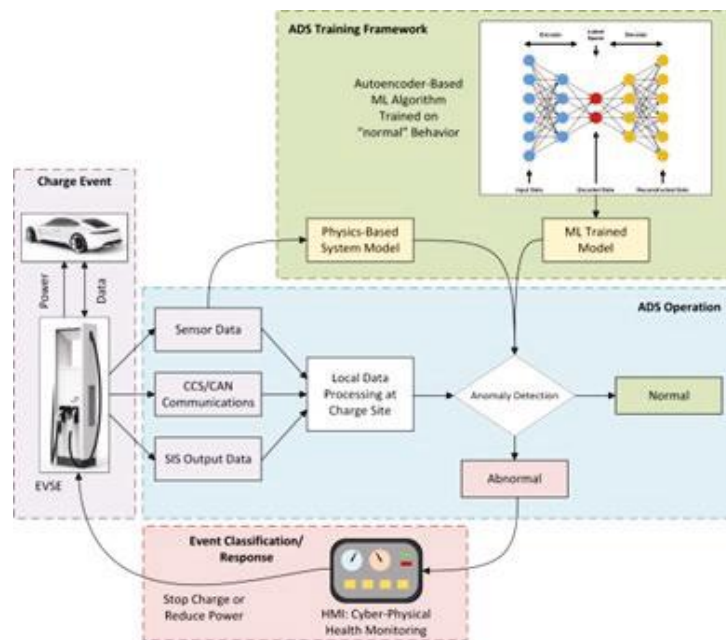 ADS Training Framework
Encoder
Latent
Space
Decoder
Autoencoder-Based
ML Algorithm
Trained on
"normal" Behavior
Input Data
Encoded Data
Reconstructed Data
Charge Event
Physics-Based
System Model
ML Trained
Model
Power
Data
ADS Operation
Sensor Data
CCS/CAN
Communications
SIS Output Data
Local Data
Processing at
Charge Site
Anomaly Detection
Normal
Abnormal
EVSE
Event Classification/
Response
Stop Charge or
Reduce Power
HMI: Cyber-Physical
Health Monitoring